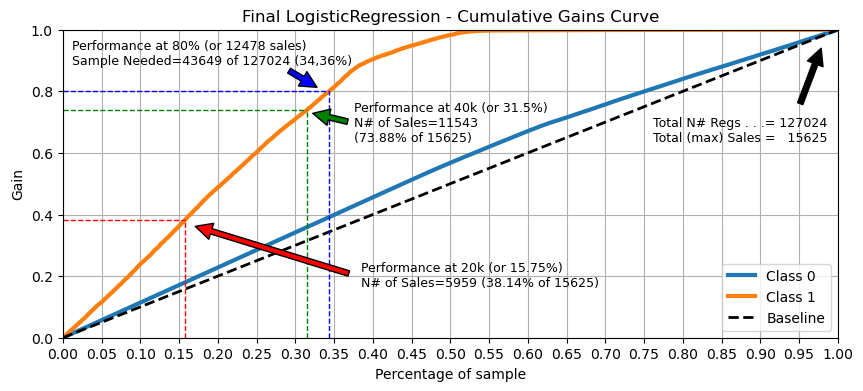 Final LogisticRegression - Cumulative Gains Curve
1.0
Performance at 80% (or 12478 sales)
Sample Needed=43649 of 127024 (34,36%)
0.8
Performance at 40k (or 31.5%)
N# of Sales=11543
(73.88% of 15625)
Total N# Regs . . .= 127024
Total (max) Sales =   15625
0.6
Gain
0.4
0.2
Performance at 20k (or 15.75%)
N# of Sales=5959 (38.14% of 15625)
Class 0
Class 1
Baseline
0.0
0.00 0.05 0.10 0.15 0.20 0.25 0.30 0.35 0.40 0.45 0.50 0.55 0.60 0.65 0.70 0.75 0.80 0.85 0.90 0.95 1.00
Percentage of sample